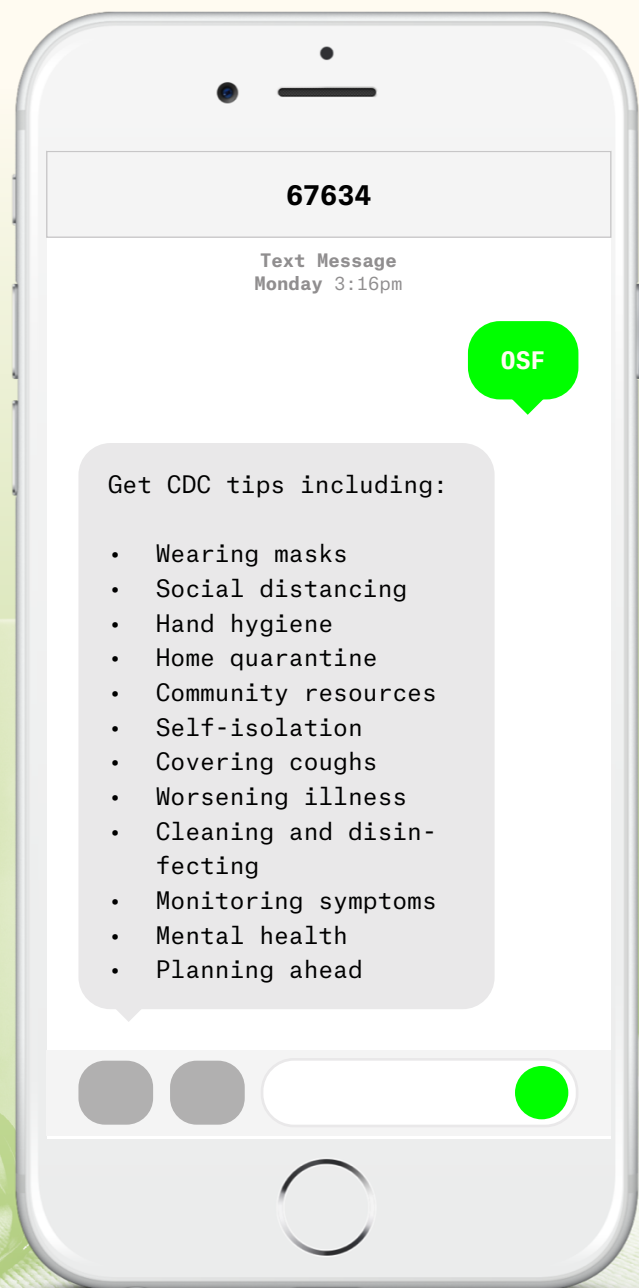 67634
Text Message
Monday 3:16pm
OSF
Get CDC tips including:
• Wearing masks
• Social distancing
• Hand hygiene
• Home quarantine
• Community resources
• Self-isolation
• Covering coughs
• Worsening illness
• Cleaning and disin-
fecting
• Monitoring symptoms
• Mental health
• Planning ahead